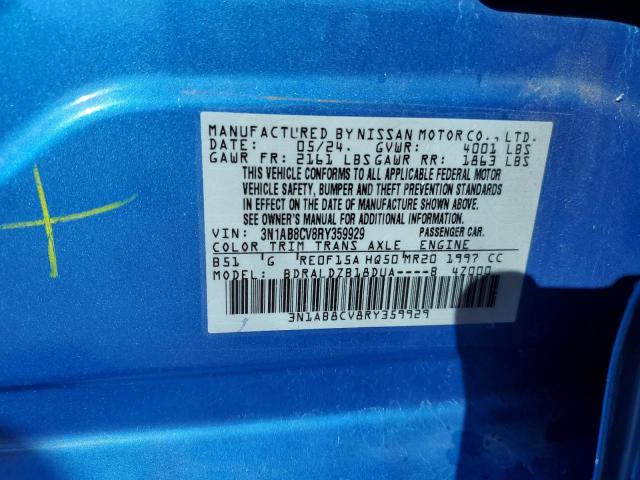 MANUFACTURED BY NISSAN MOTOR CO., LTD.
DATE: 05/24. GVWR: 4001 LBS
GAWR FR: 2161 LBS GAWR RR: 1863 LBS
THIS VEHICLE CONFORMS TO ALL APPLICABLE FEDERAL MOTOR
VEHICLE SAFETY, BUMPER AND THEFT PREVENTION STANDARDS
IN EFFECT ON THE DATE OF MANUFACTURE SHOWN ABOVE.
SEE OWNER'S MANUAL FOR ADDITIONAL INFORMATION.
VIN: 3N1AB8CV8RY359929 PASSENGER CAR.
COLOR TRIM TRANS AXLE ENGINE
B51 G RE0F15A HQ50 MR20 1997 CC
MODEL: BDRALDZB18DUA----B 47000
3N1AB8CV8RY359929